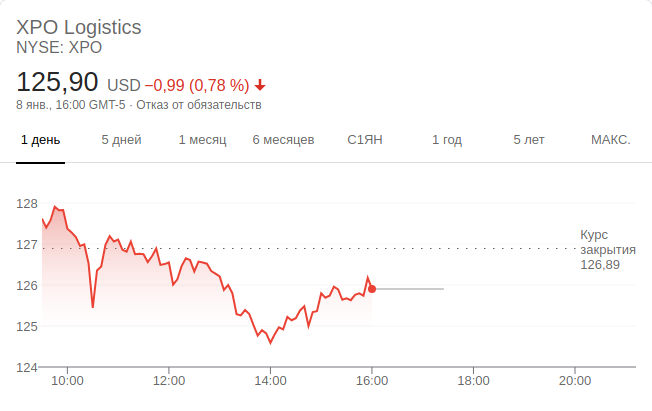 XPO Logistics
NYSE: XPO
125,90 USD −0,99 (0,78 %)
8 янв., 16:00 GMT-5 · Отказ от обязательств
1 день 5 дней 1 месяц 6 месяцев С1ЯН 1 год 5 лет МАКС.
128
127
126
125
124
Курс
закрытия
126,89
10:00 12:00 14:00 16:00 18:00 20:00